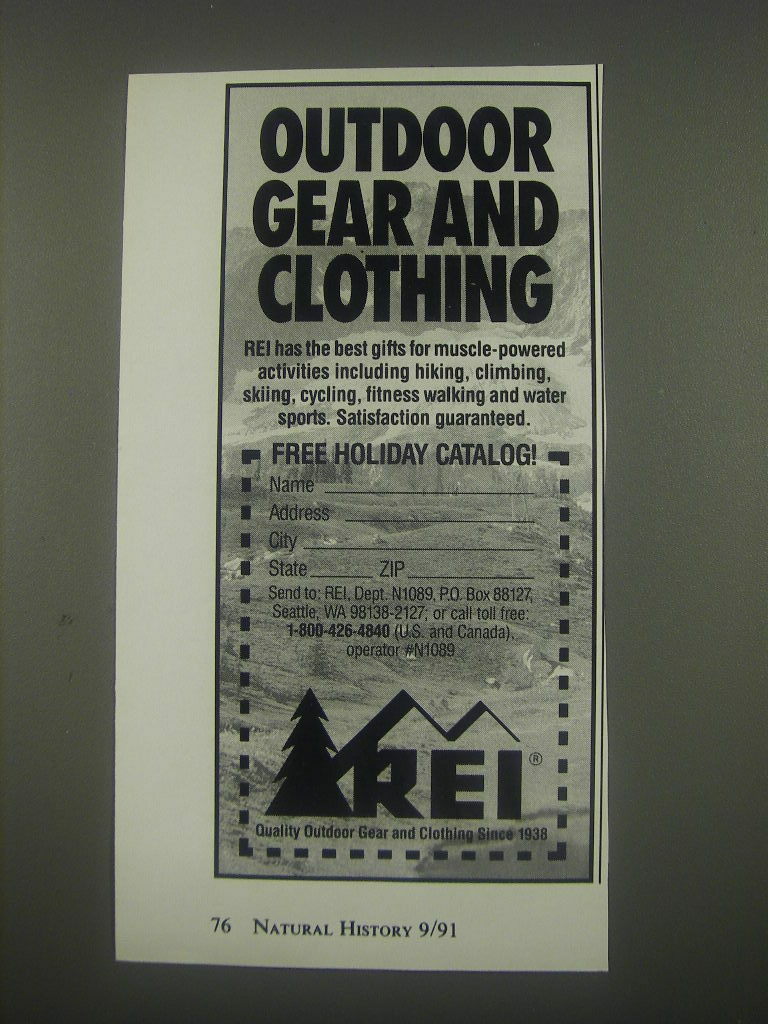 OUTDOOR
GEAR AND
CLOTHING
REI has the best gifts for muscle-powered
activities including hiking, climbing,
skiing, cycling, fitness walking and water
sports. Satisfaction guaranteed.
FREE HOLIDAY CATALOG!
Name
Address
City
State ZIP
Send to: REI, Dept. N1089, P.O. Box 88127,
Seattle, WA 98138-2127; or call toll free:
1-800-426-4840 (U.S. and Canada),
operator #N1089
REI®
Quality Outdoor Gear and Clothing Since 1938
76 NATURAL HISTORY 9/91